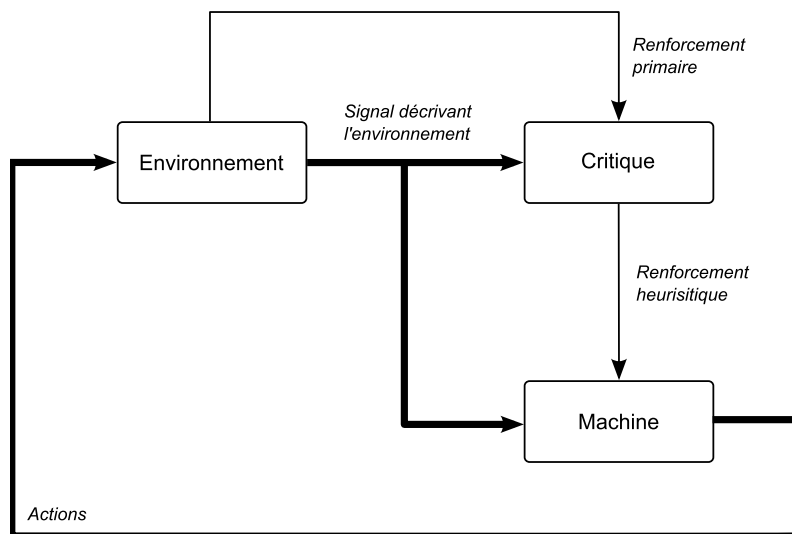 Renforcement
primaire
Signal décrivant
l'environnement
Environnement
Critique
Renforcement
heurisitique
Machine
Actions